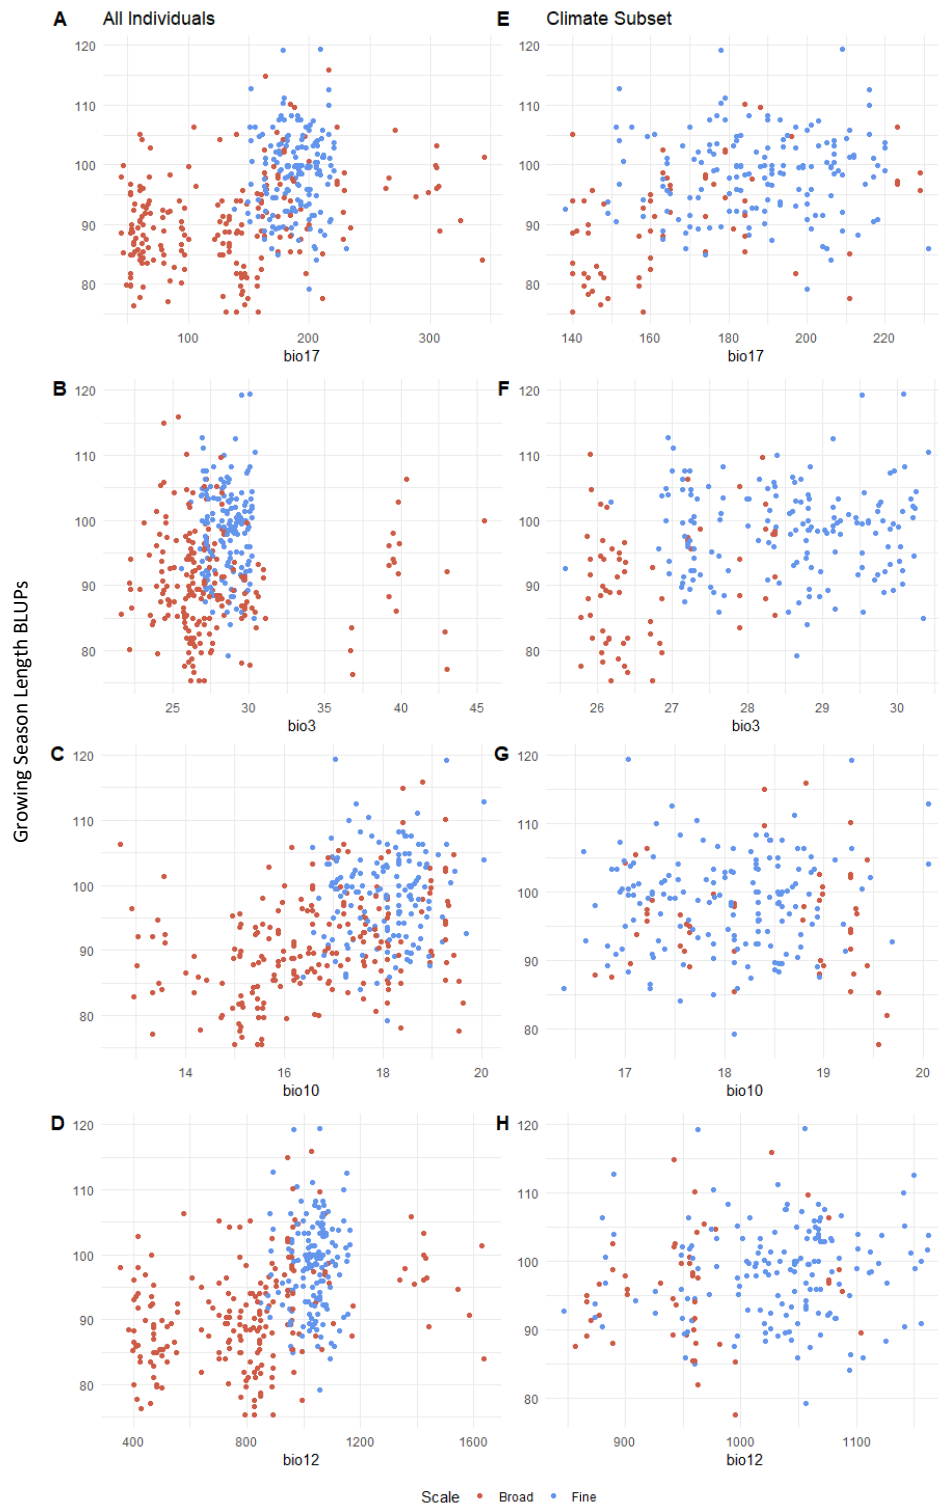 A All Individuals
E Climate Subset
120 110 100 90 80
100 200 300
bio17
120 110 100 90 80
140 160 180 200 220
bio17
B
F
120 110 100 90 80
25 30 35 40 45
bio3
120 110 100 90 80
26 27 28 29 30
bio3
Growing Season Length BLUPs
C
G
120 110 100 90 80
14 16 18 20
bio10
120 110 100 90 80
17 18 19 20
bio10
D
H
120 110 100 90 80
400 800 1200 1600
bio12
120 110 100 90 80
900 1000 1100
bio12
Scale Broad Fine